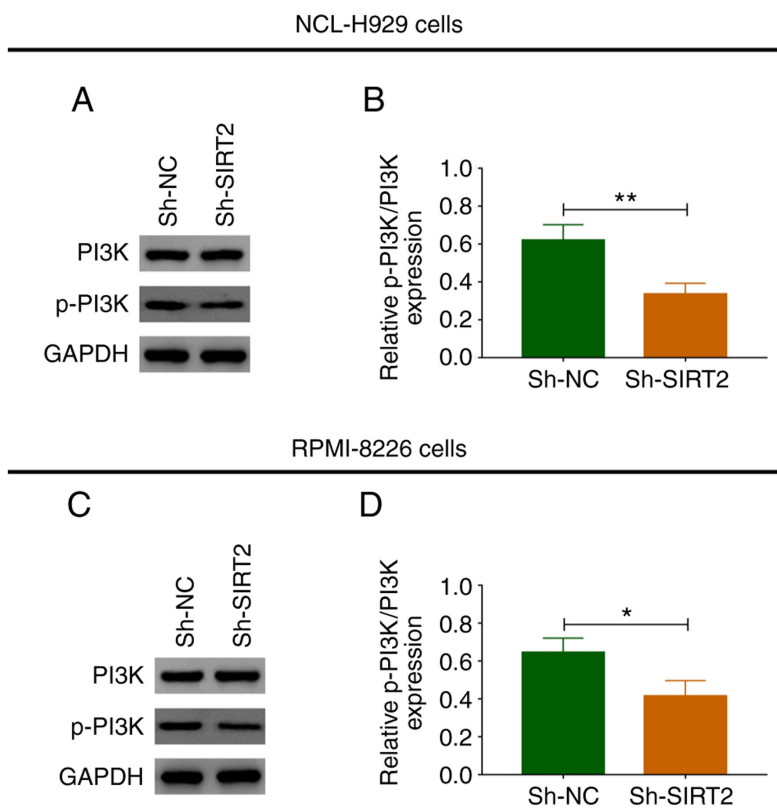 NCL-H929 cells
A
Sh-NC
Sh-SIRT2
PI3K
p-PI3K
GAPDH
B
Relative p-PI3K/PI3K
expression
1.0
0.8
0.6
0.4
0.2
0.0
**
Sh-NC
Sh-SIRT2
RPMI-8226 cells
C
Sh-NC
Sh-SIRT2
PI3K
p-PI3K
GAPDH
D
Relative p-PI3K/PI3K
expression
1.0
0.8
0.6
0.4
0.2
0.0
*
Sh-NC
Sh-SIRT2